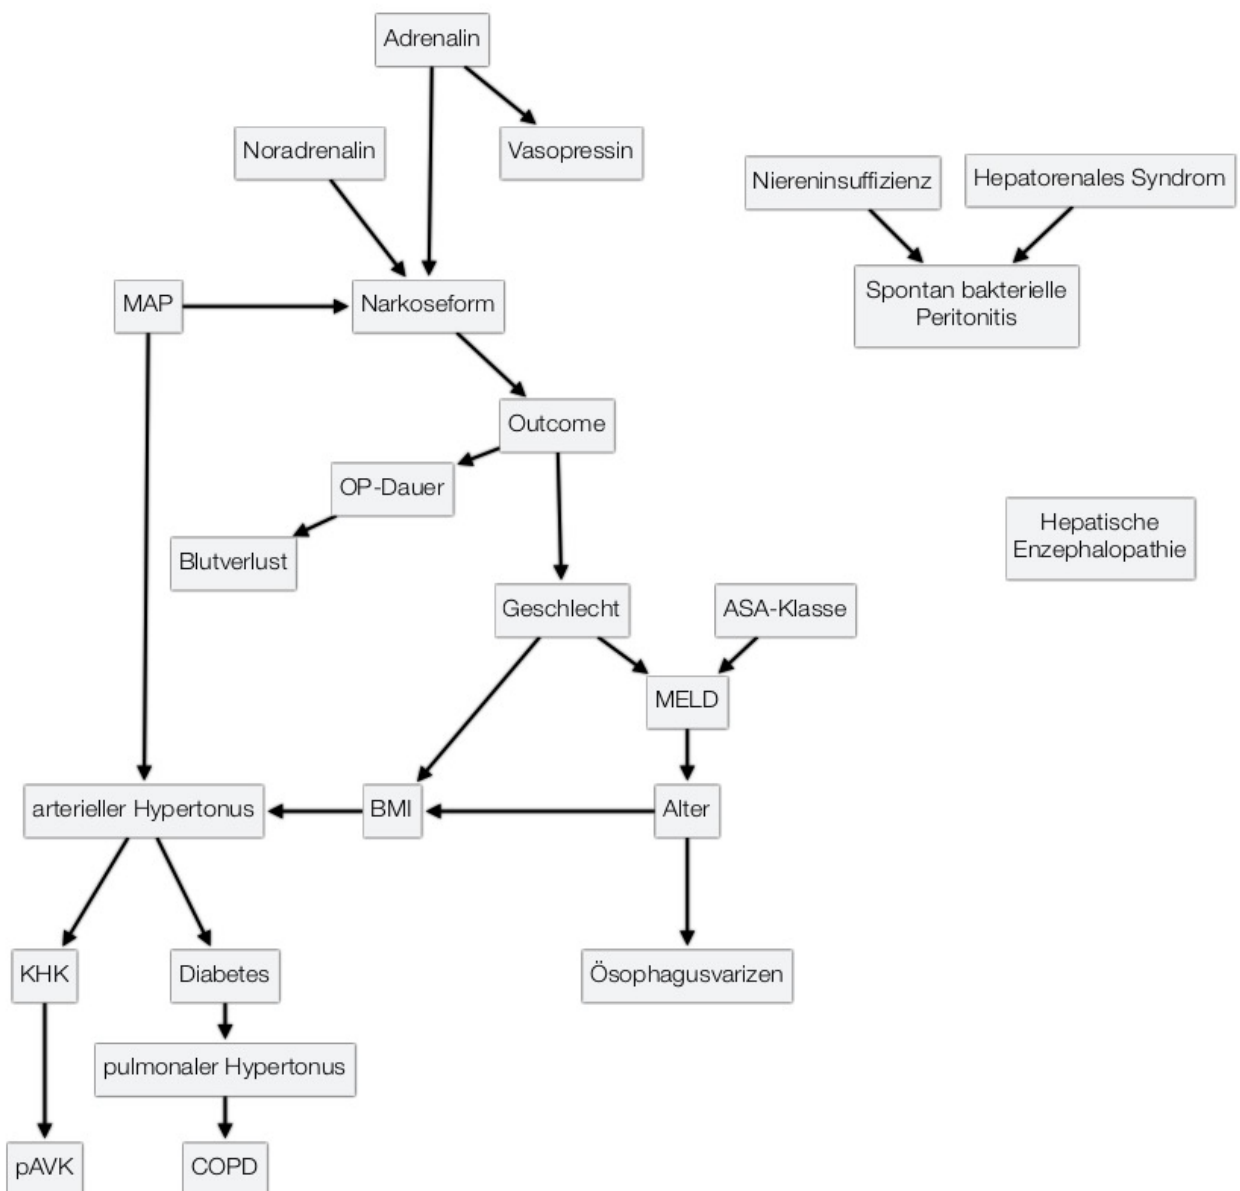 Adrenalin
Noradrenalin
Vasopressin
Niereninsuffizienz
Hepatorenales Syndrom
MAP
Narkoseform
Spontan bakterielle
Peritonitis
Outcome
OP-Dauer
Blutverlust
Hepatische
Enzephalopathie
Geschlecht
ASA-Klasse
MELD
arterieller Hypertonus
BMI
Alter
KHK
Diabetes
Ösophagusvarizen
pulmonaler Hypertonus
pAVK
COPD